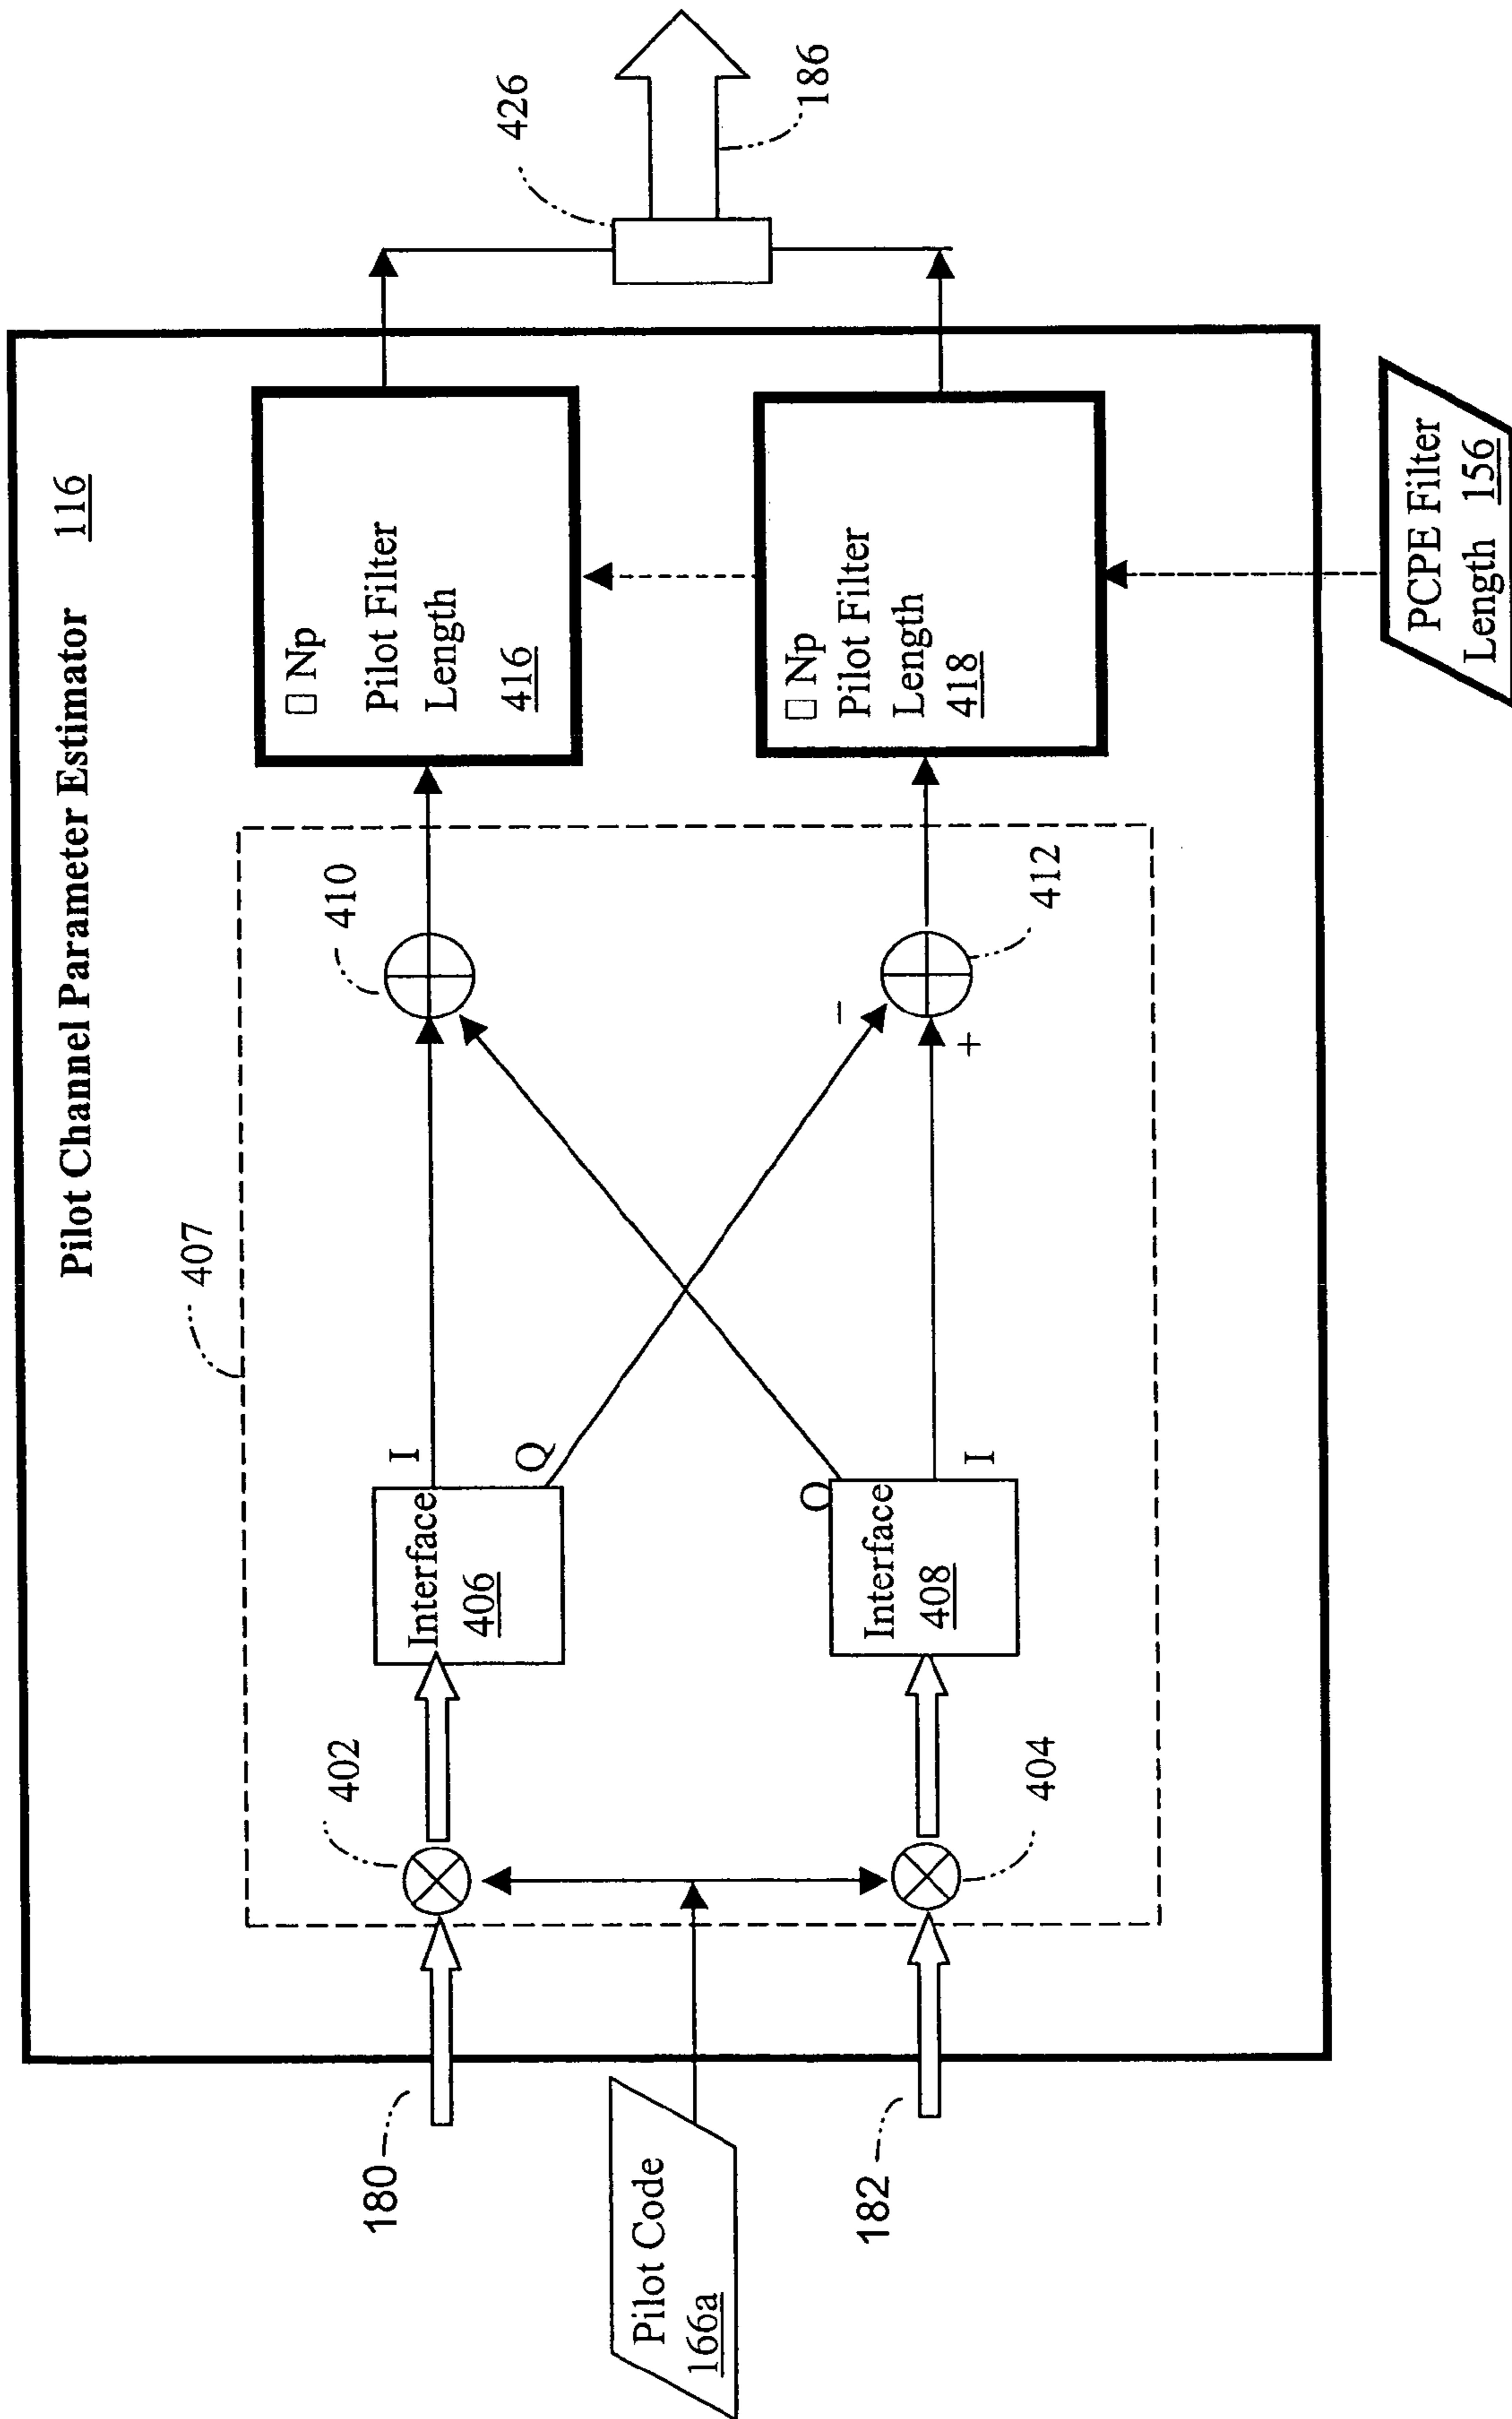 Pilot Channel Parameter Estimator 116
407
180
402
Interface
406
I
Q
410
□ Np
Pilot Filter
Length
416
426
186
Pilot Code
166a
182
404
Interface
408
Q
I
-
+
412
□ Np
Pilot Filter
Length
418
PCPE Filter
Length 156